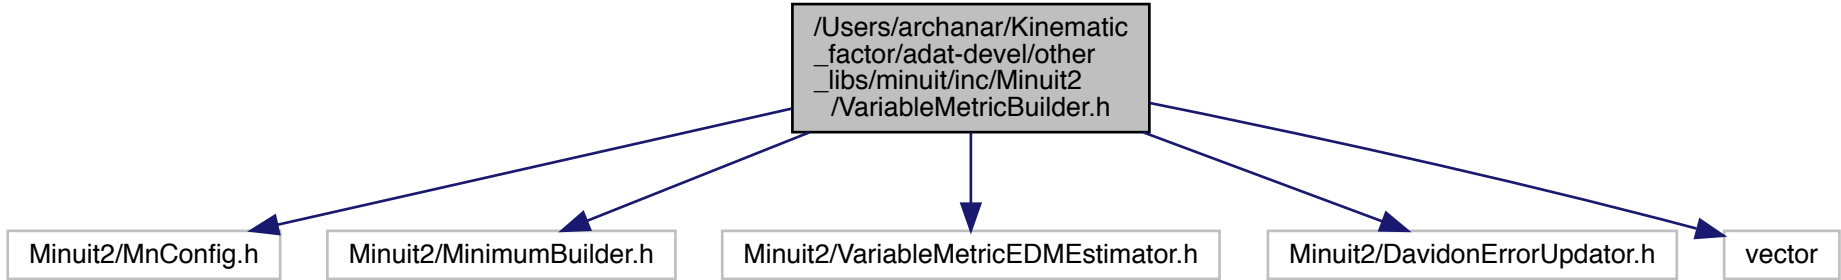 /Users/archanar/Kinematic
_factor/adat-devel/other
_libs/minuit/inc/Minuit2
/VariableMetricBuilder.h
Minuit2/MnConfig.h
Minuit2/MinimumBuilder.h
Minuit2/VariableMetricEDMEstimator.h
Minuit2/DavidonErrorUpdator.h
vector